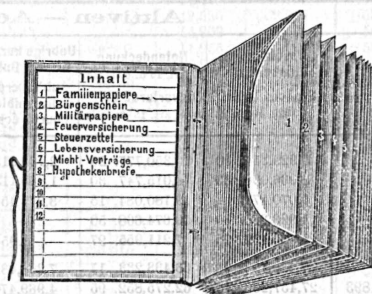 Inhalt
1 Familienpapiere
2 Bürgenschein
3 Militärpapiere
4 Feuerversicherung
5 Steuerzettel
6 Lebensversicherung
7 Mieht-Verträge
8 Hypothekenbriefe
9
10
11
12
1
2
3
4
5